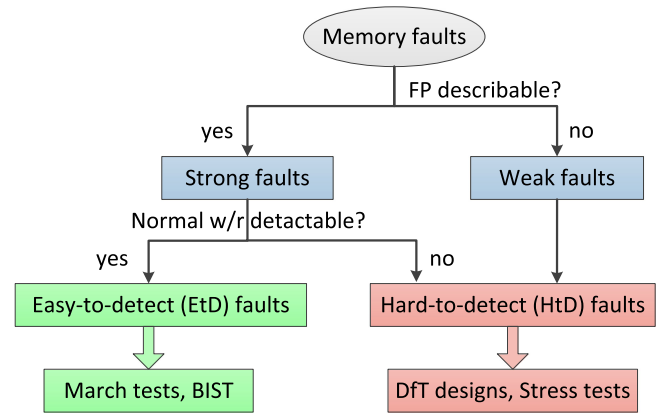 Memory faults
FP describable?
yes
no
Strong faults
Weak faults
Normal w/r detactable?
yes
no
Easy-to-detect (EtD) faults
Hard-to-detect (HtD) faults
March tests, BIST
DfT designs, Stress tests